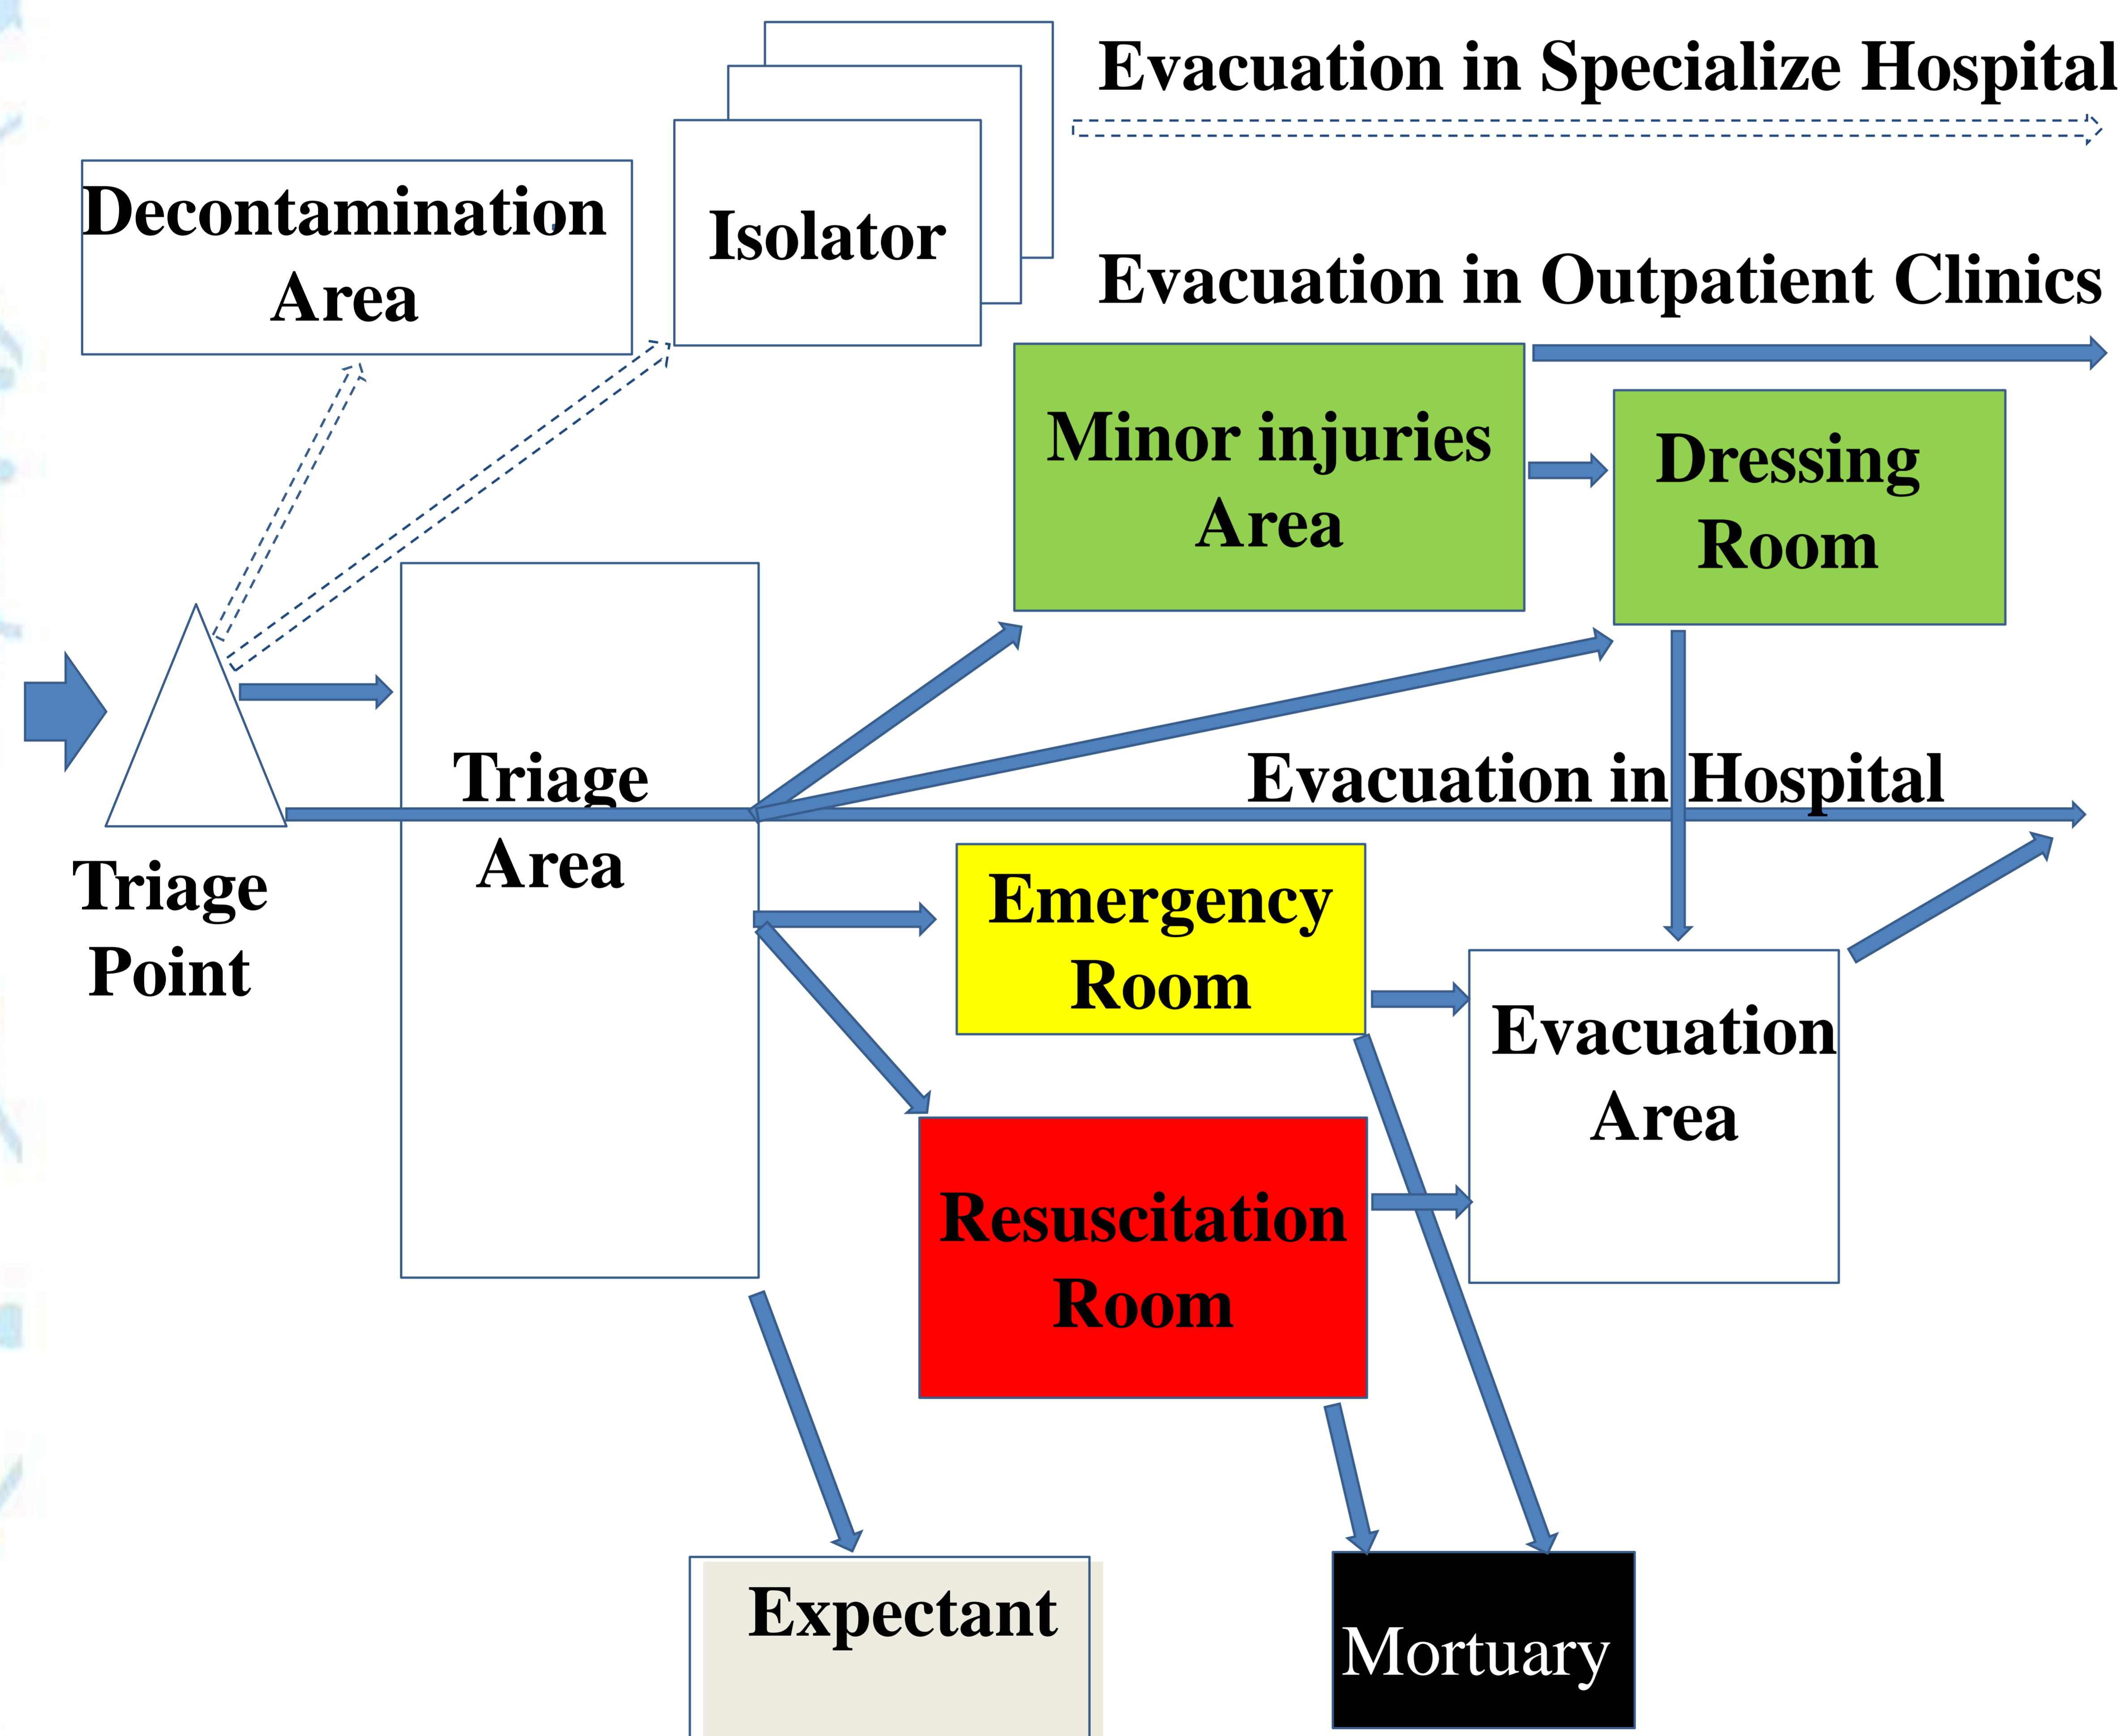 Evacuation in Specialize Hospital
Decontamination
Area
Isolator
Evacuation in Outpatient Clinics
Minor injuries
Area
Dressing
Room
Triage
Area
Evacuation in Hospital
Triage
Point
Emergency
Room
Evacuation
Area
Resuscitation
Room
Expectant
Mortuary